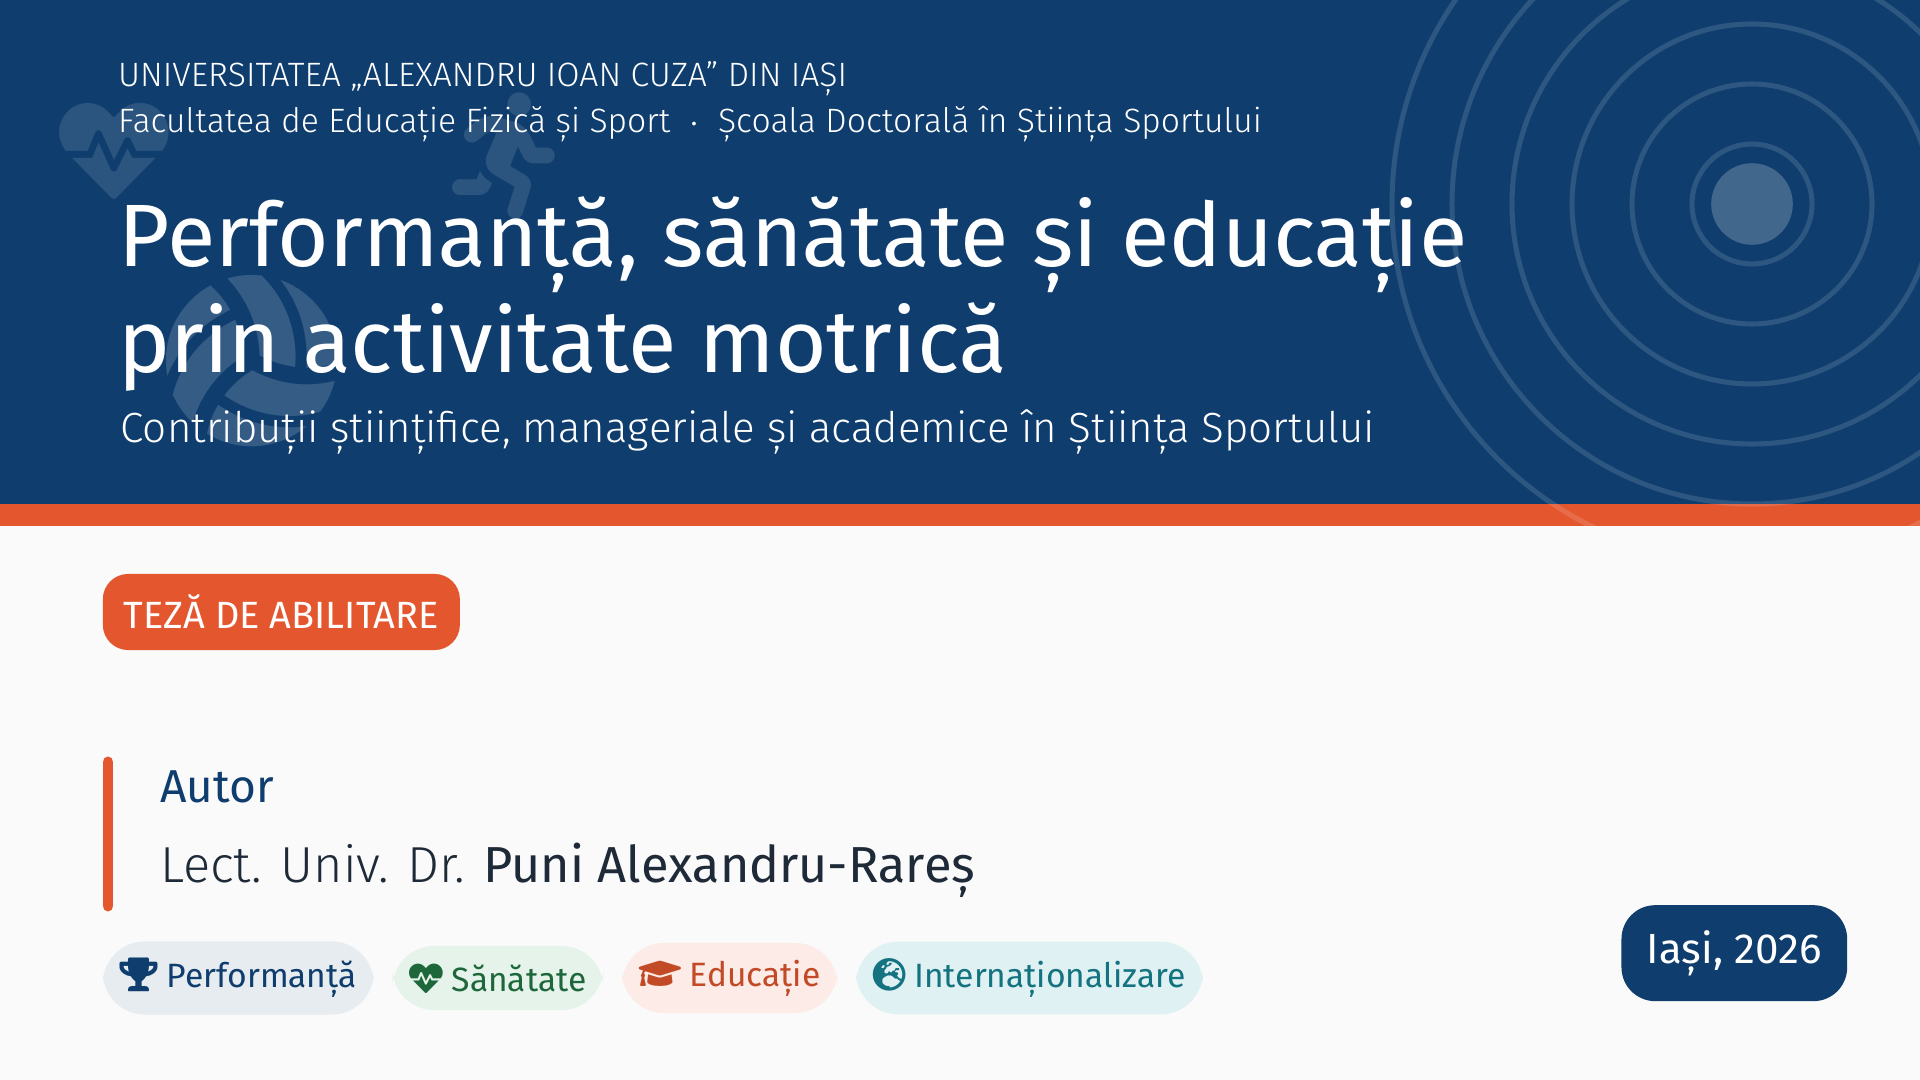 UNIVERSITATEA „ALEXANDRU IOAN CUZA” DIN IAȘI
Facultatea de Educație Fizică și Sport · Școala Doctorală în Știința Sportului
Performanță, sănătate și educație
prin activitate motrică
Contribuții științifice, manageriale și academice în Știința Sportului
TEZĂ DE ABILITARE
Autor
Lect. Univ. Dr. Puni Alexandru-Rareș
Performanță
Sănătate
Educație
Internaționalizare
Iași, 2026